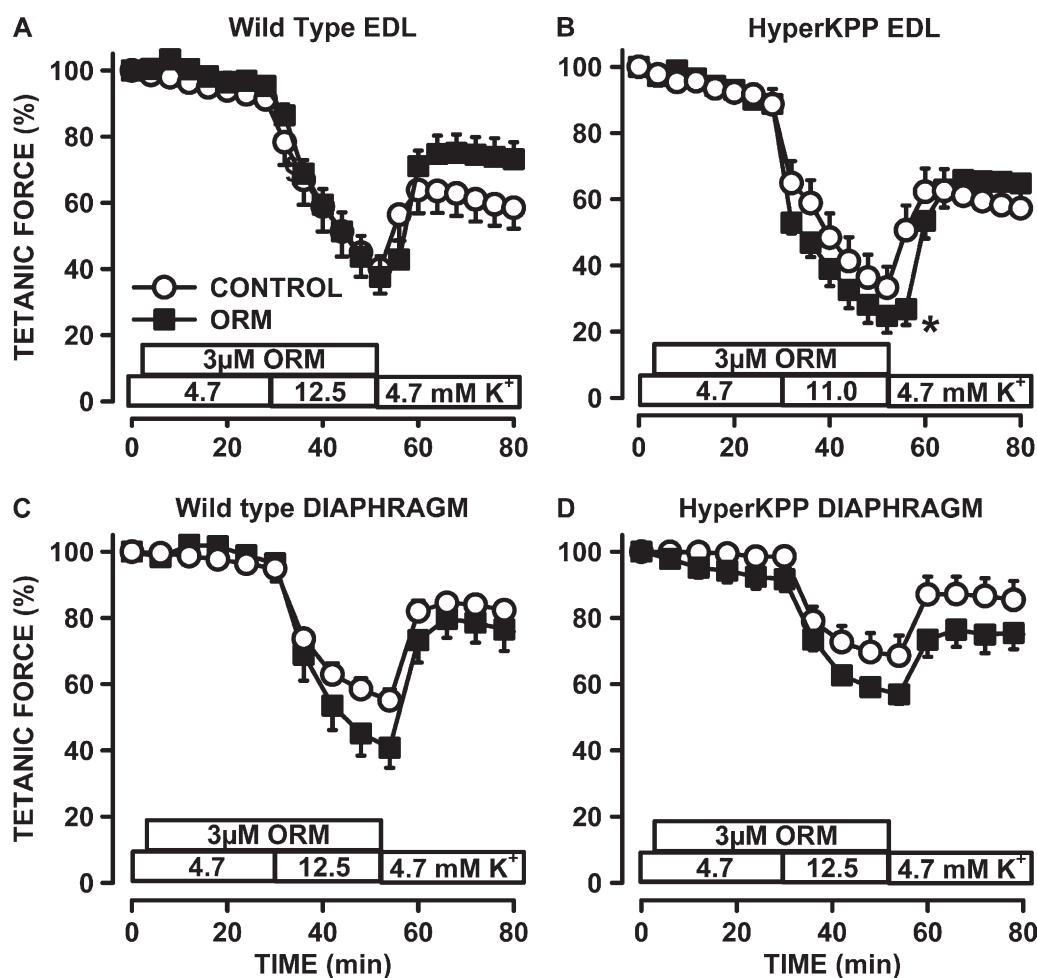 A Wild Type EDL
TETANIC FORCE (%)
100
80
60
40
20
0
CONTROL
ORM
3µM ORM
4.7 12.5 4.7 mM K+
0 20 40 60 80
B HyperKPP EDL
100
80
60
40
20
0
*
3µM ORM
4.7 11.0 4.7 mM K+
0 20 40 60 80
C Wild type DIAPHRAGM
TETANIC FORCE (%)
100
80
60
40
20
0
3µM ORM
4.7 12.5 4.7 mM K+
0 20 40 60 80
TIME (min)
D HyperKPP DIAPHRAGM
100
80
60
40
20
0
3µM ORM
4.7 12.5 4.7 mM K+
0 20 40 60 80
TIME (min)